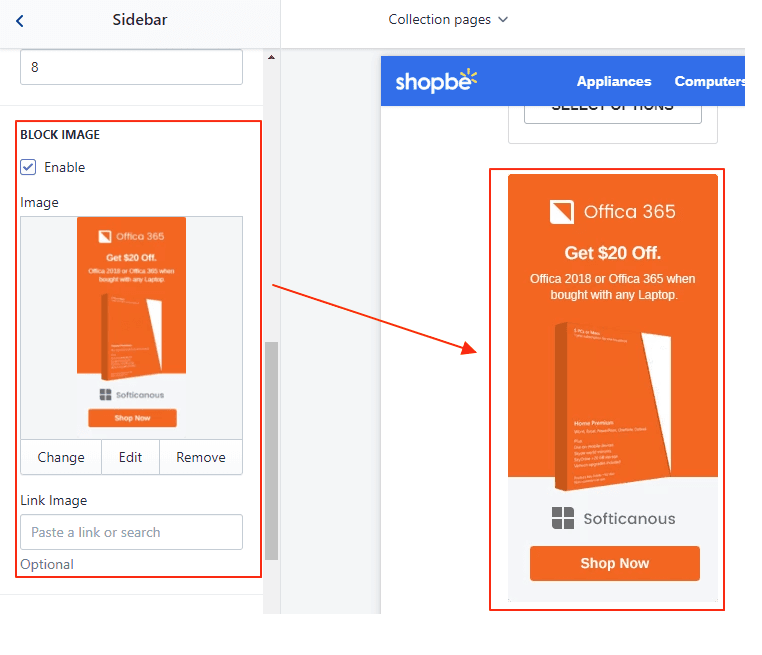 Sidebar
Collection pages
8
BLOCK IMAGE
Enable
Image
Offica 365
Get $20 Off.
Offica 2018 or Offica 365 when
bought with any Laptop.
Home Premium
Softicanous
Shop Now
Change
Edit
Remove
Link Image
Paste a link or search
Optional
shopbe
Appliances
Computers
SELECT OPTIONS
Offica 365
Get $20 Off.
Offica 2018 or Offica 365 when
bought with any Laptop.
Home Premium
Softicanous
Shop Now